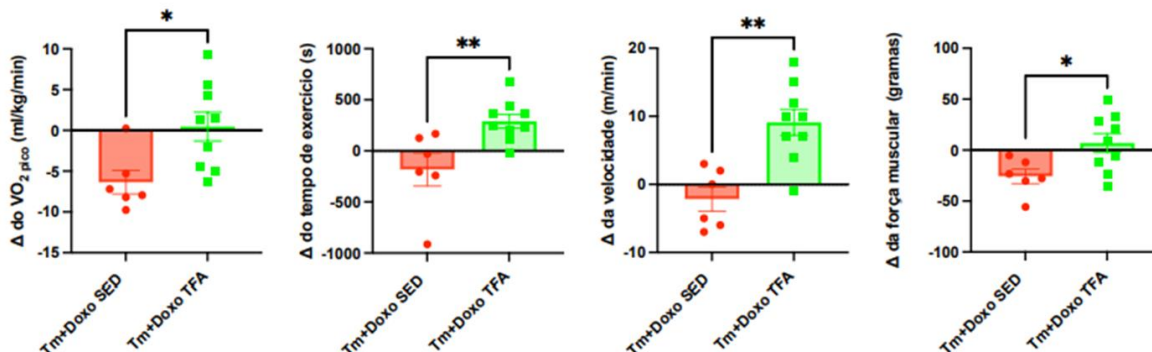 *
Δ do VO2 pico (ml/kg/min)
10
5
0
-5
-10
-15
Tm+Doxo SED
Tm+Doxo TFA
**
Δ do tempo de exercício (s)
1000
500
0
-500
-1000
Tm+Doxo SED
Tm+Doxo TFA
**
Δ da velocidade (m/min)
20
10
0
-10
Tm+Doxo SED
Tm+Doxo TFA
*
Δ da força muscular (gramas)
100
50
0
-50
-100
Tm+Doxo SED
Tm+Doxo TFA